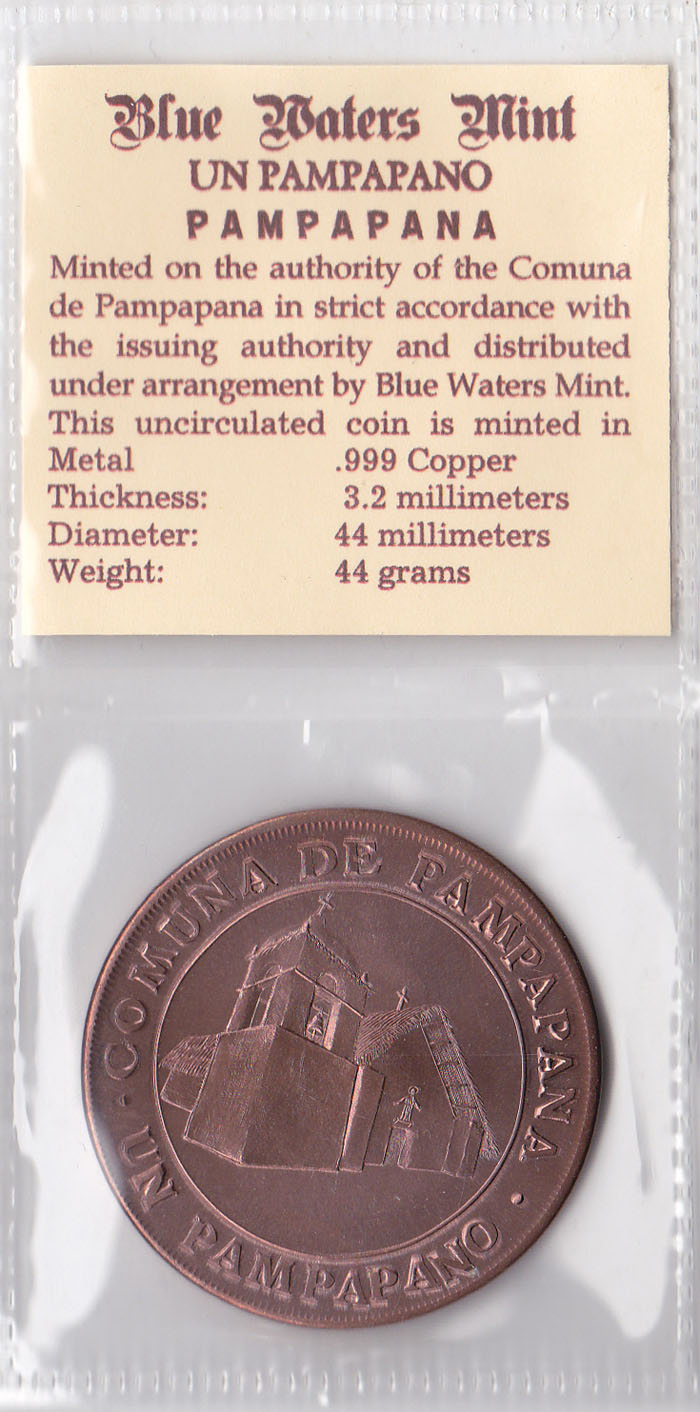 Blue Waters Mint
UN PAMPAPANO
PAMPAPANA
Minted on the authority of the Comuna
de Pampapana in strict accordance with
the issuing authority and distributed
under arrangement by Blue Waters Mint.
This uncirculated coin is minted in
Metal .999 Copper
Thickness: 3.2 millimeters
Diameter: 44 millimeters
Weight: 44 grams
· COMUNA DE PAMPAPANA ·
UN PAMPAPANO